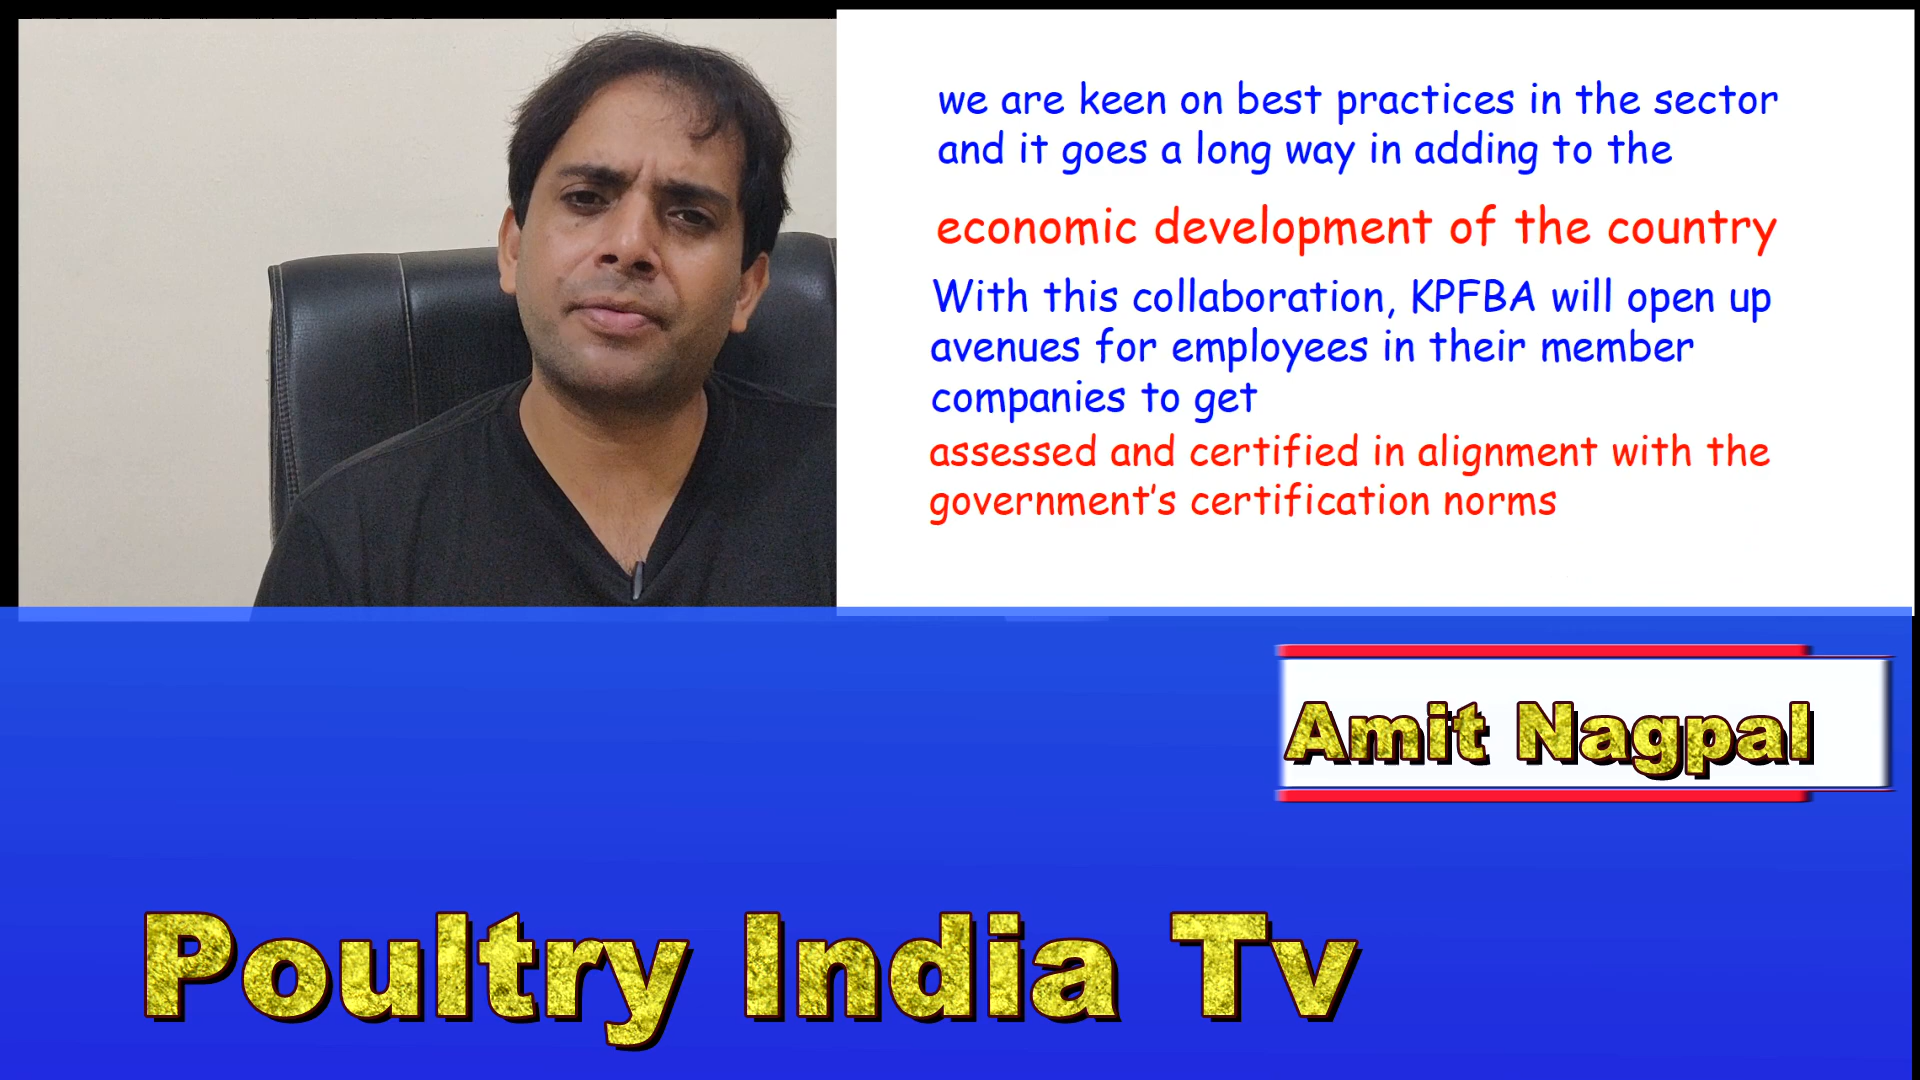 we are keen on best practices in the sector
and it goes a long way in adding to the
economic development of the country
With this collaboration, KPFBA will open up
avenues for employees in their member
companies to get
assessed and certified in alignment with the
government’s certification norms
Amit Nagpal
Poultry India Tv